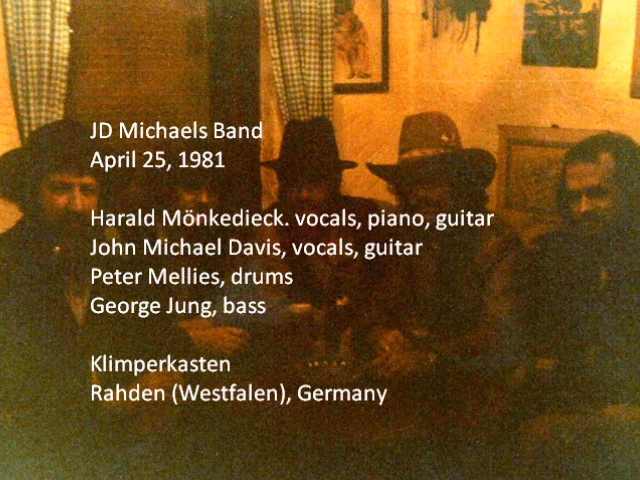 JD Michaels Band
April 25, 1981
Harald Mönkedieck. vocals, piano, guitar
John Michael Davis, vocals, guitar
Peter Mellies, drums
George Jung, bass
Klimperkasten
Rahden (Westfalen), Germany